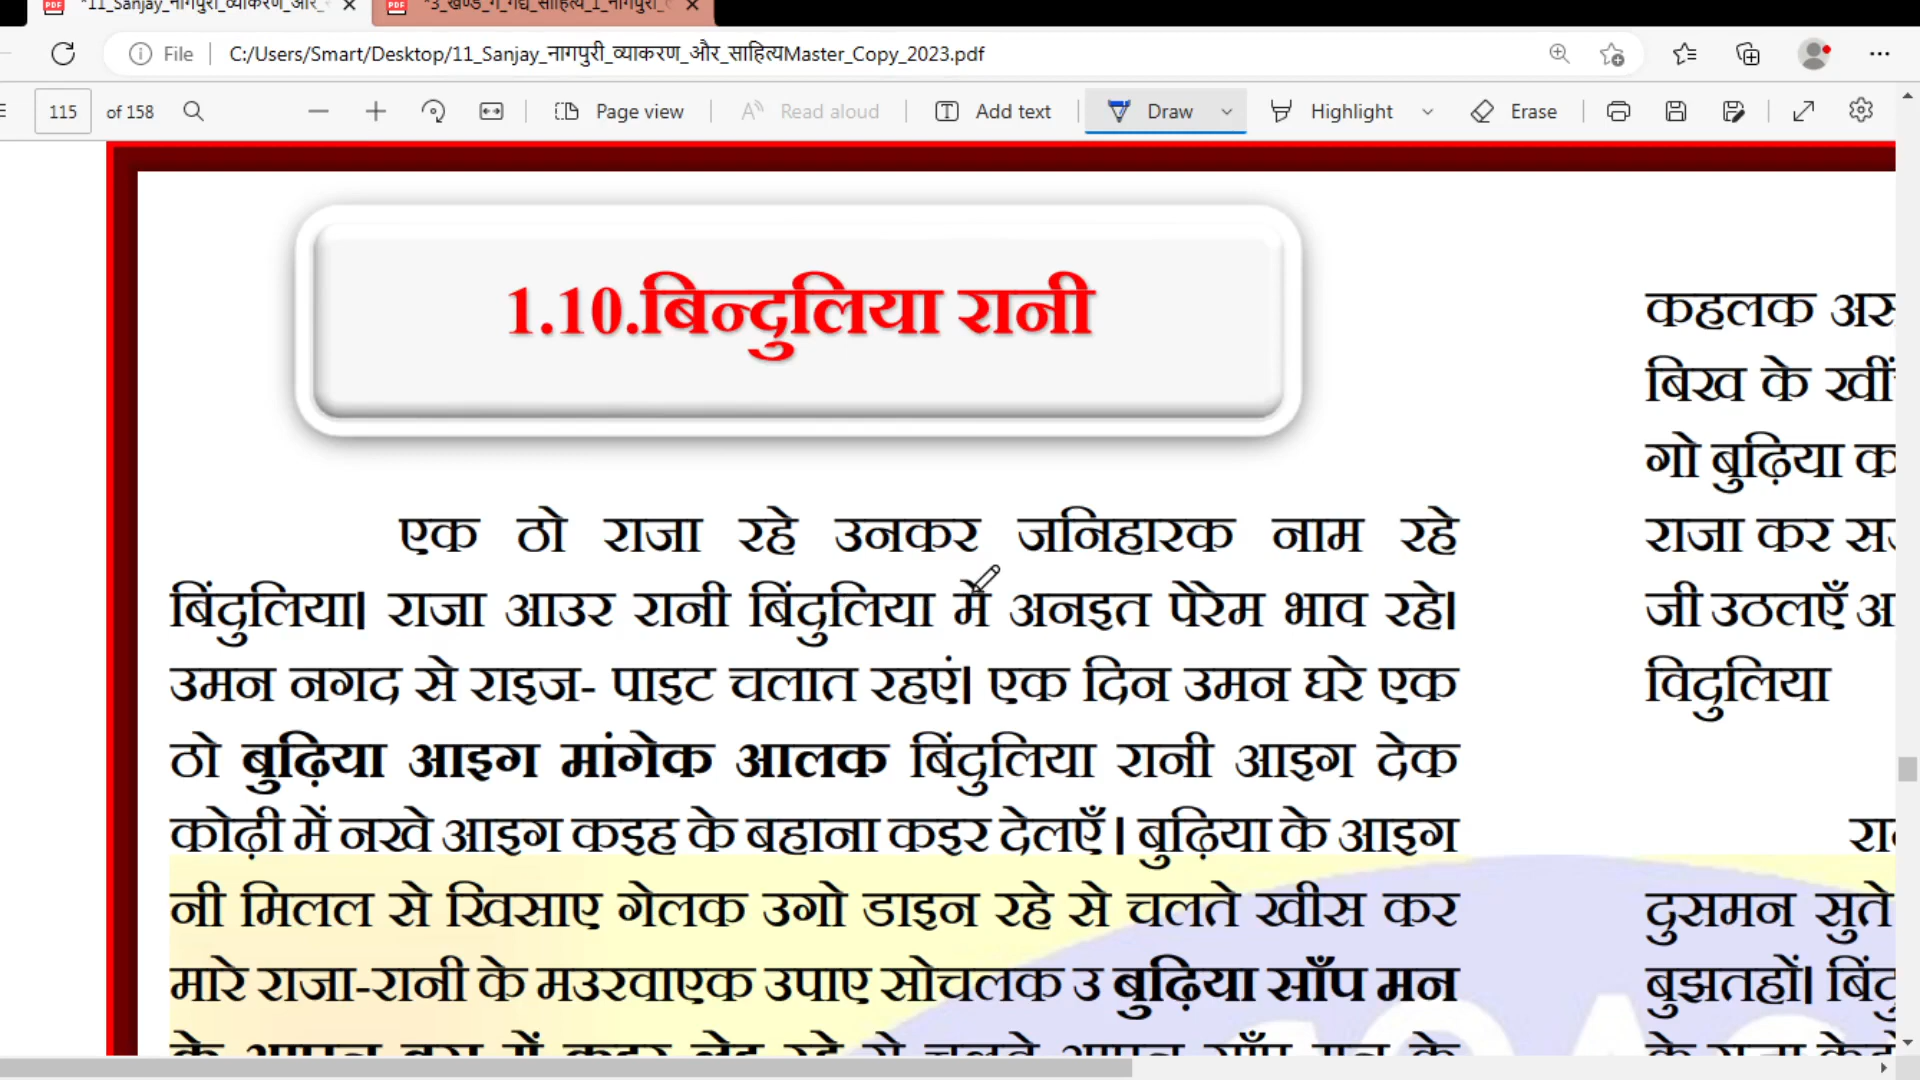 *11_Sanjay_नागपुरी_व्याकरण_और_
*3_खण्ड_ग_गद्य_साहित्य_1_नागपुरी_
File
C:/Users/Smart/Desktop/11_Sanjay_नागपुरी_व्याकरण_और_साहित्यMaster_Copy_2023.pdf
115 of 158
Page view
Read aloud
Add text
Draw
Highlight
Erase
1.10.बिन्दुलिया रानी
एक ठो राजा रहे उनकर जनिहारक नाम रहे
बिंदुलिया। राजा आउर रानी बिंदुलिया में अनइत पेरेम भाव रहे।
उमन नगद से राइज- पाइट चलात रहएं। एक दिन उमन घरे एक
ठो बुढ़िया आइग मांगेक आलक बिंदुलिया रानी आइग देक
कोढ़ी में नखे आइग कइह के बहाना कइर देलएँ । बुढ़िया के आइग
नी मिलल से खिसाए गेलक उगो डाइन रहे से चलते खीस कर
मारे राजा-रानी के मउरवाएक उपाए सोचलक उ बुढ़िया साँप मन
कहलक
बिख के
गो बुढ़िया
राजा कर
जी उठलएँ
विदुलिया
दुसमन सुते
बुझतहों।